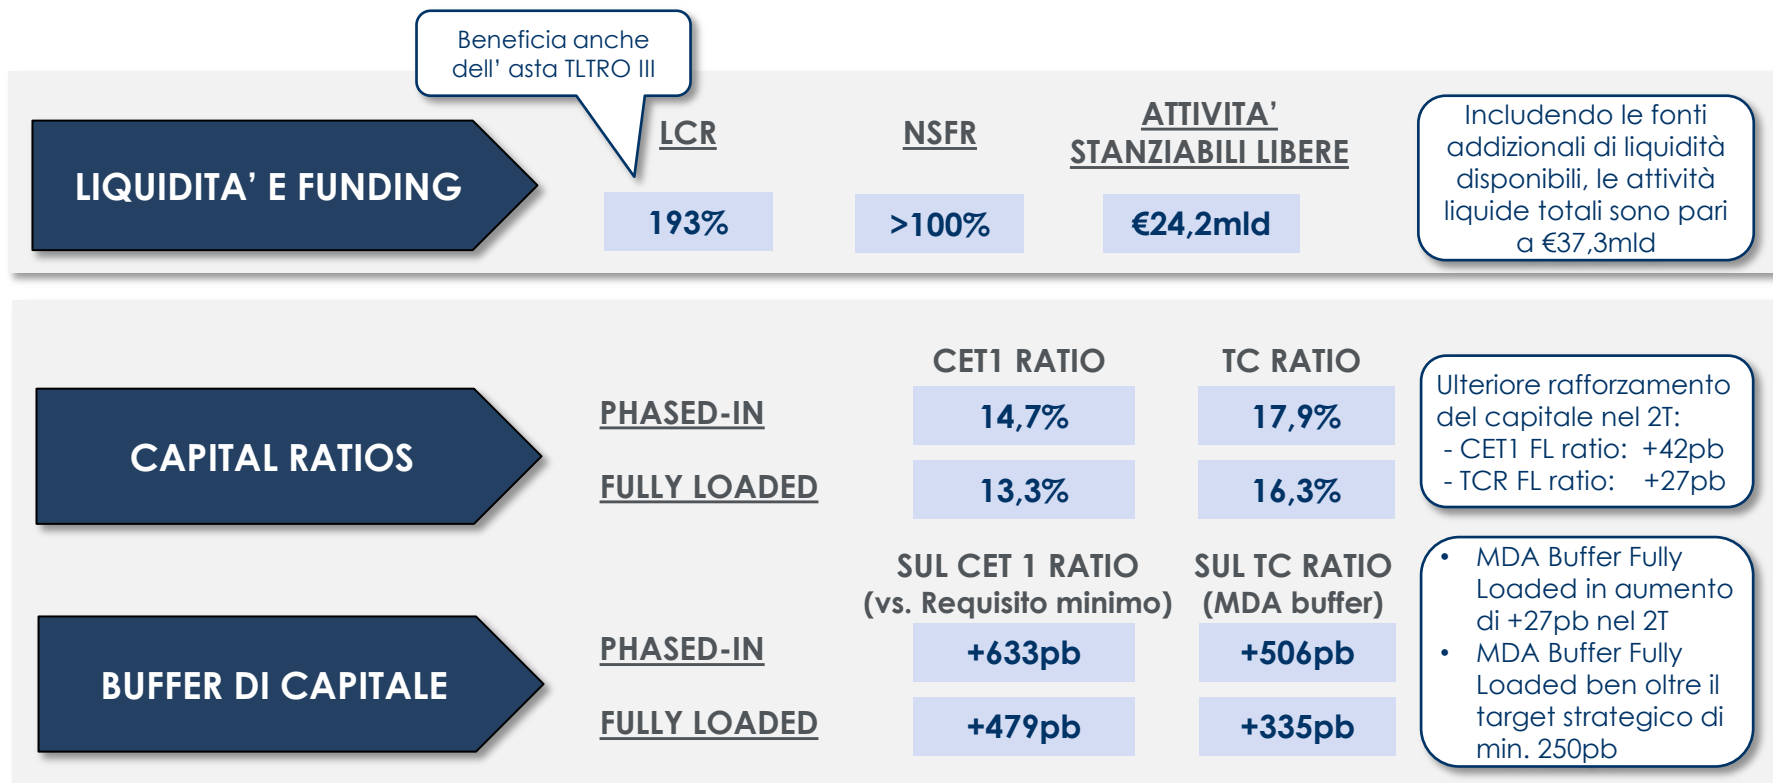 Beneficia anche
dell' asta TLTRO III
LIQUIDITA' E FUNDING
LCR
193%
NSFR
>100%
ATTIVITA'
STANZIABILI LIBERE
€24,2mld
Includendo le fonti
addizionali di liquidità
disponibili, le attività
liquide totali sono pari
a €37,3mld
CAPITAL RATIOS
CET1 RATIO
TC RATIO
PHASED-IN
14,7%
17,9%
FULLY LOADED
13,3%
16,3%
Ulteriore rafforzamento
del capitale nel 2T:
- CET1 FL ratio: +42pb
- TCR FL ratio: +27pb
BUFFER DI CAPITALE
SUL CET 1 RATIO
(vs. Requisito minimo)
SUL TC RATIO
(MDA buffer)
PHASED-IN
+633pb
+506pb
FULLY LOADED
+479pb
+335pb
• MDA Buffer Fully
Loaded in aumento
di +27pb nel 2T
• MDA Buffer Fully
Loaded ben oltre il
target strategico di
min. 250pb